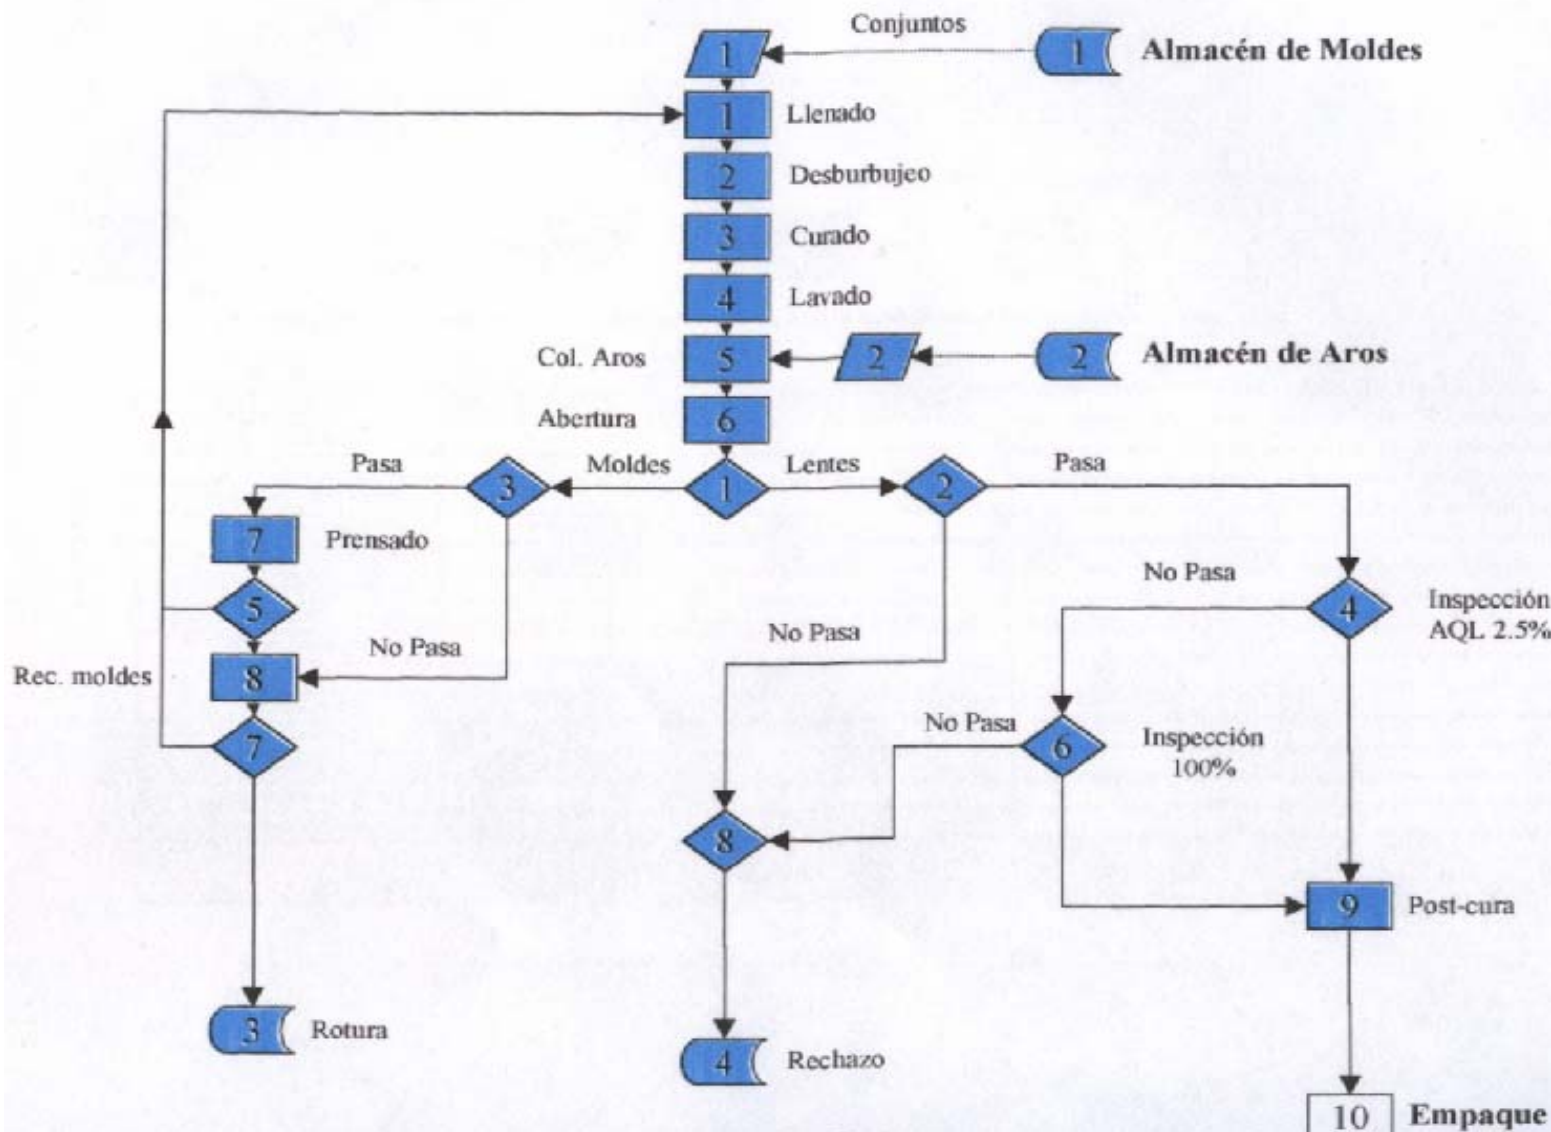 Conjuntos
1
1 Almacén de Moldes
1 Llenado
2 Desburbujeo
3 Curado
4 Lavado
Col. Aros 5 2 2 Almacén de Aros
Abertura 6
Pasa 3 Moldes 1 Lentes 2 Pasa
7 Prensado
No Pasa
4 Inspección
AQL 2.5%
5
No Pasa
No Pasa
Rec. moldes 8
7
No Pasa 6 Inspección
100%
8
9 Post-cura
3 Rotura
4 Rechazo
10 Empaque